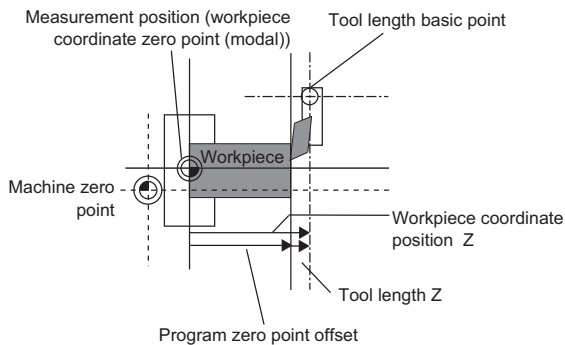 Measurement position (workpiece
coordinate zero point (modal))
Tool length basic point
Workpiece
Machine zero
point
Workpiece coordinate
position Z
Tool length Z
Program zero point offset